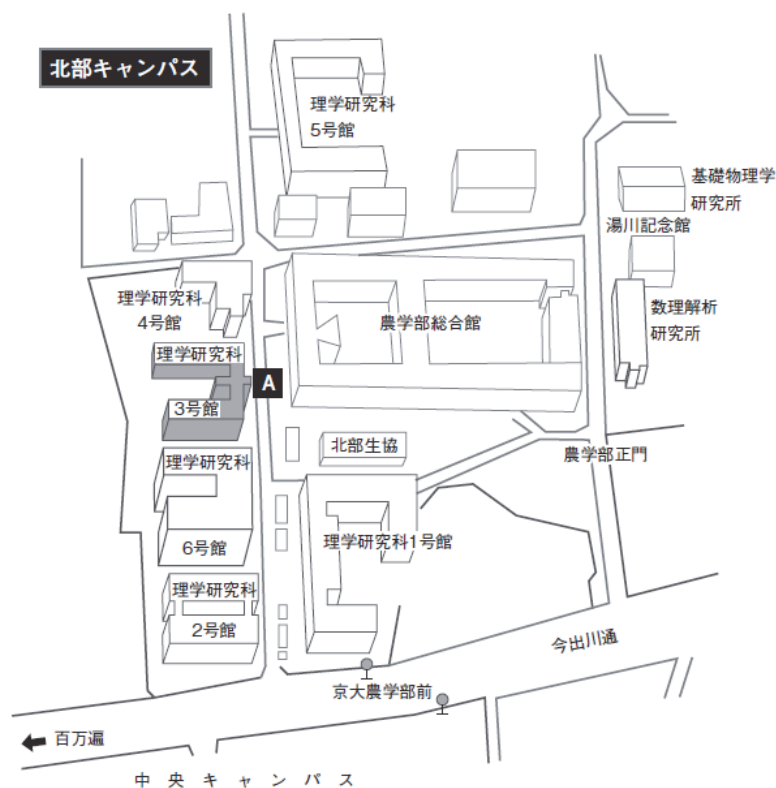 北部キャンパス
理学研究科
5号館
基礎物理学
研究所
湯川記念館
理学研究科
4号館
農学部総合館
数理解析
研究所
理学研究科
A
3号館
北部生協
農学部正門
理学研究科
6号館
理学研究科1号館
理学研究科
2号館
今出川通
京大農学部前
百万遍
中央キャンパス